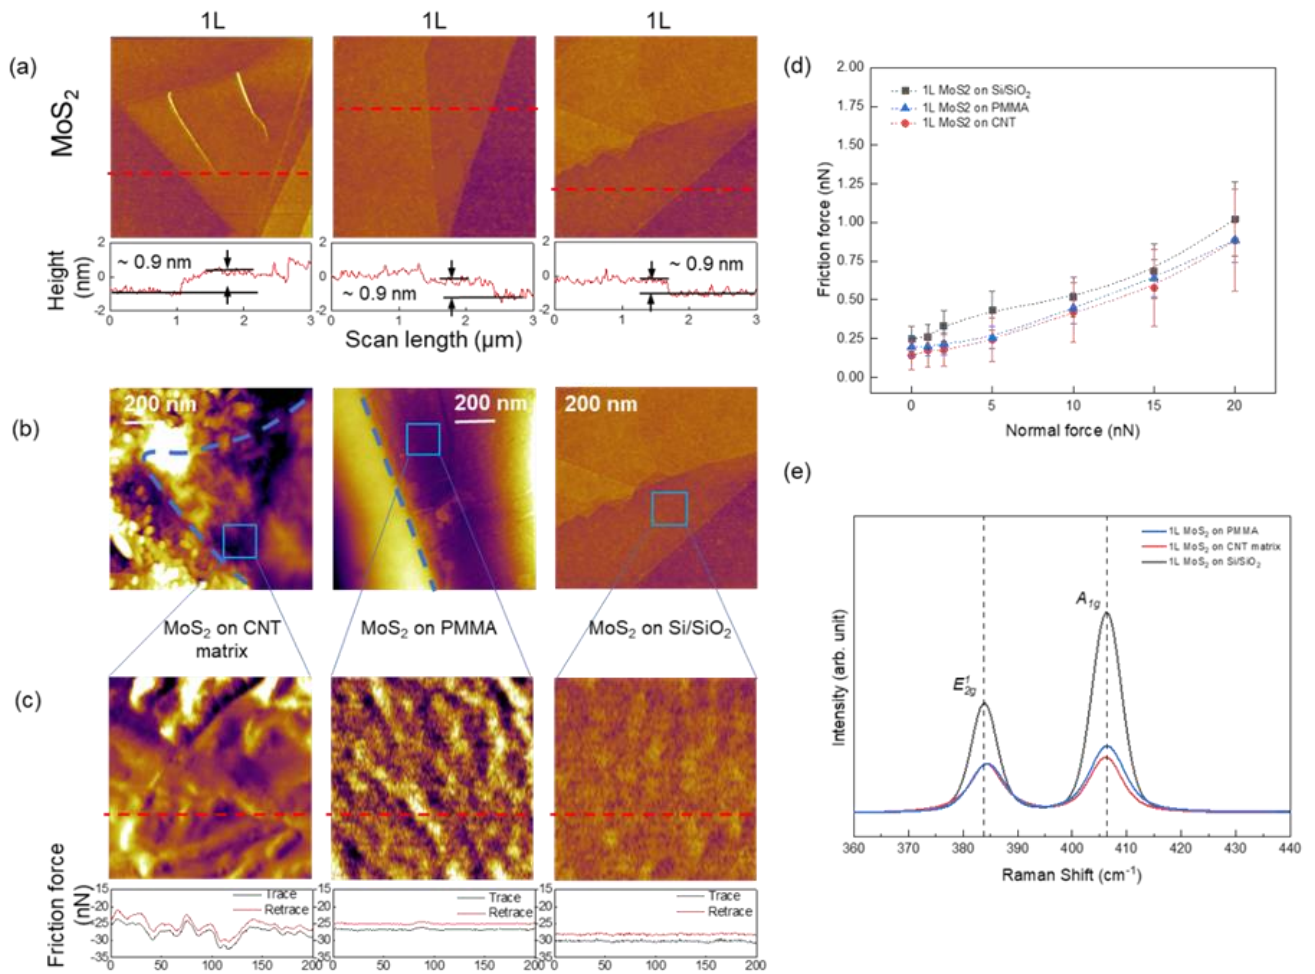 1L 1L 1L
(a)
MoS2
~ 0.9 nm
~ 0.9 nm
~ 0.9 nm
Height (nm)
2 0 -2
2 0 -2
2 0 -2
0 1 2 3
0 1 2 3
0 1 2 3
Scan length (µm)
(b)
200 nm
200 nm
200 nm
MoS2 on CNT
matrix
MoS2 on PMMA
MoS2 on Si/SiO2
(c)
Friction force
(nN)
-15 -20 -25 -30 -35
Trace
Retrace
0 50 100 150 200
-15 -20 -25 -30 -35
Trace
Retrace
0 50 100 150 200
-15 -20 -25 -30 -35
Trace
Retrace
0 50 100 150 200
(d)
Friction force (nN)
2.00
1.75
1.50
1.25
1.00
0.75
0.50
0.25
0.00
1L MoS2 on Si/SiO2
1L MoS2 on PMMA
1L MoS2 on CNT
0 5 10 15 20
Normal force (nN)
(e)
Intensity (arb. unit)
1L MoS2 on PMMA
1L MoS2 on CNT matrix
1L MoS2 on Si/SiO2
A1g
E12g
360 370 380 390 400 410 420 430 440
Raman Shift (cm-1)